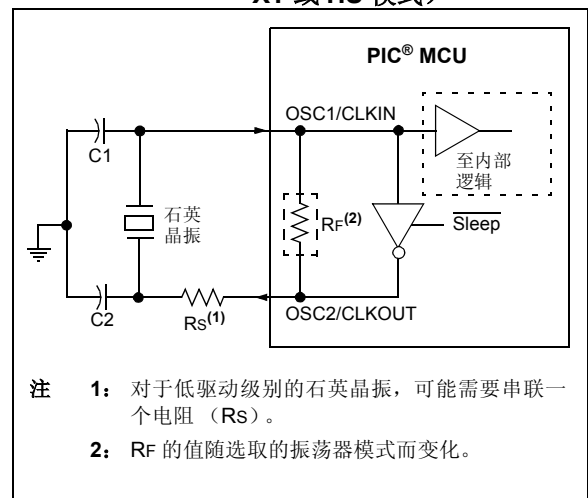 XT 或 HS 模式)
PIC® MCU
OSC1/CLKIN
C1
至内部
逻辑
石英
晶振
RF(2)
Sleep
C2
RS(1)
OSC2/CLKOUT
注 1: 对于低驱动级别的石英晶振,可能需要串联一
个电阻 (RS)。
2: RF 的值随选取的振荡器模式而变化。